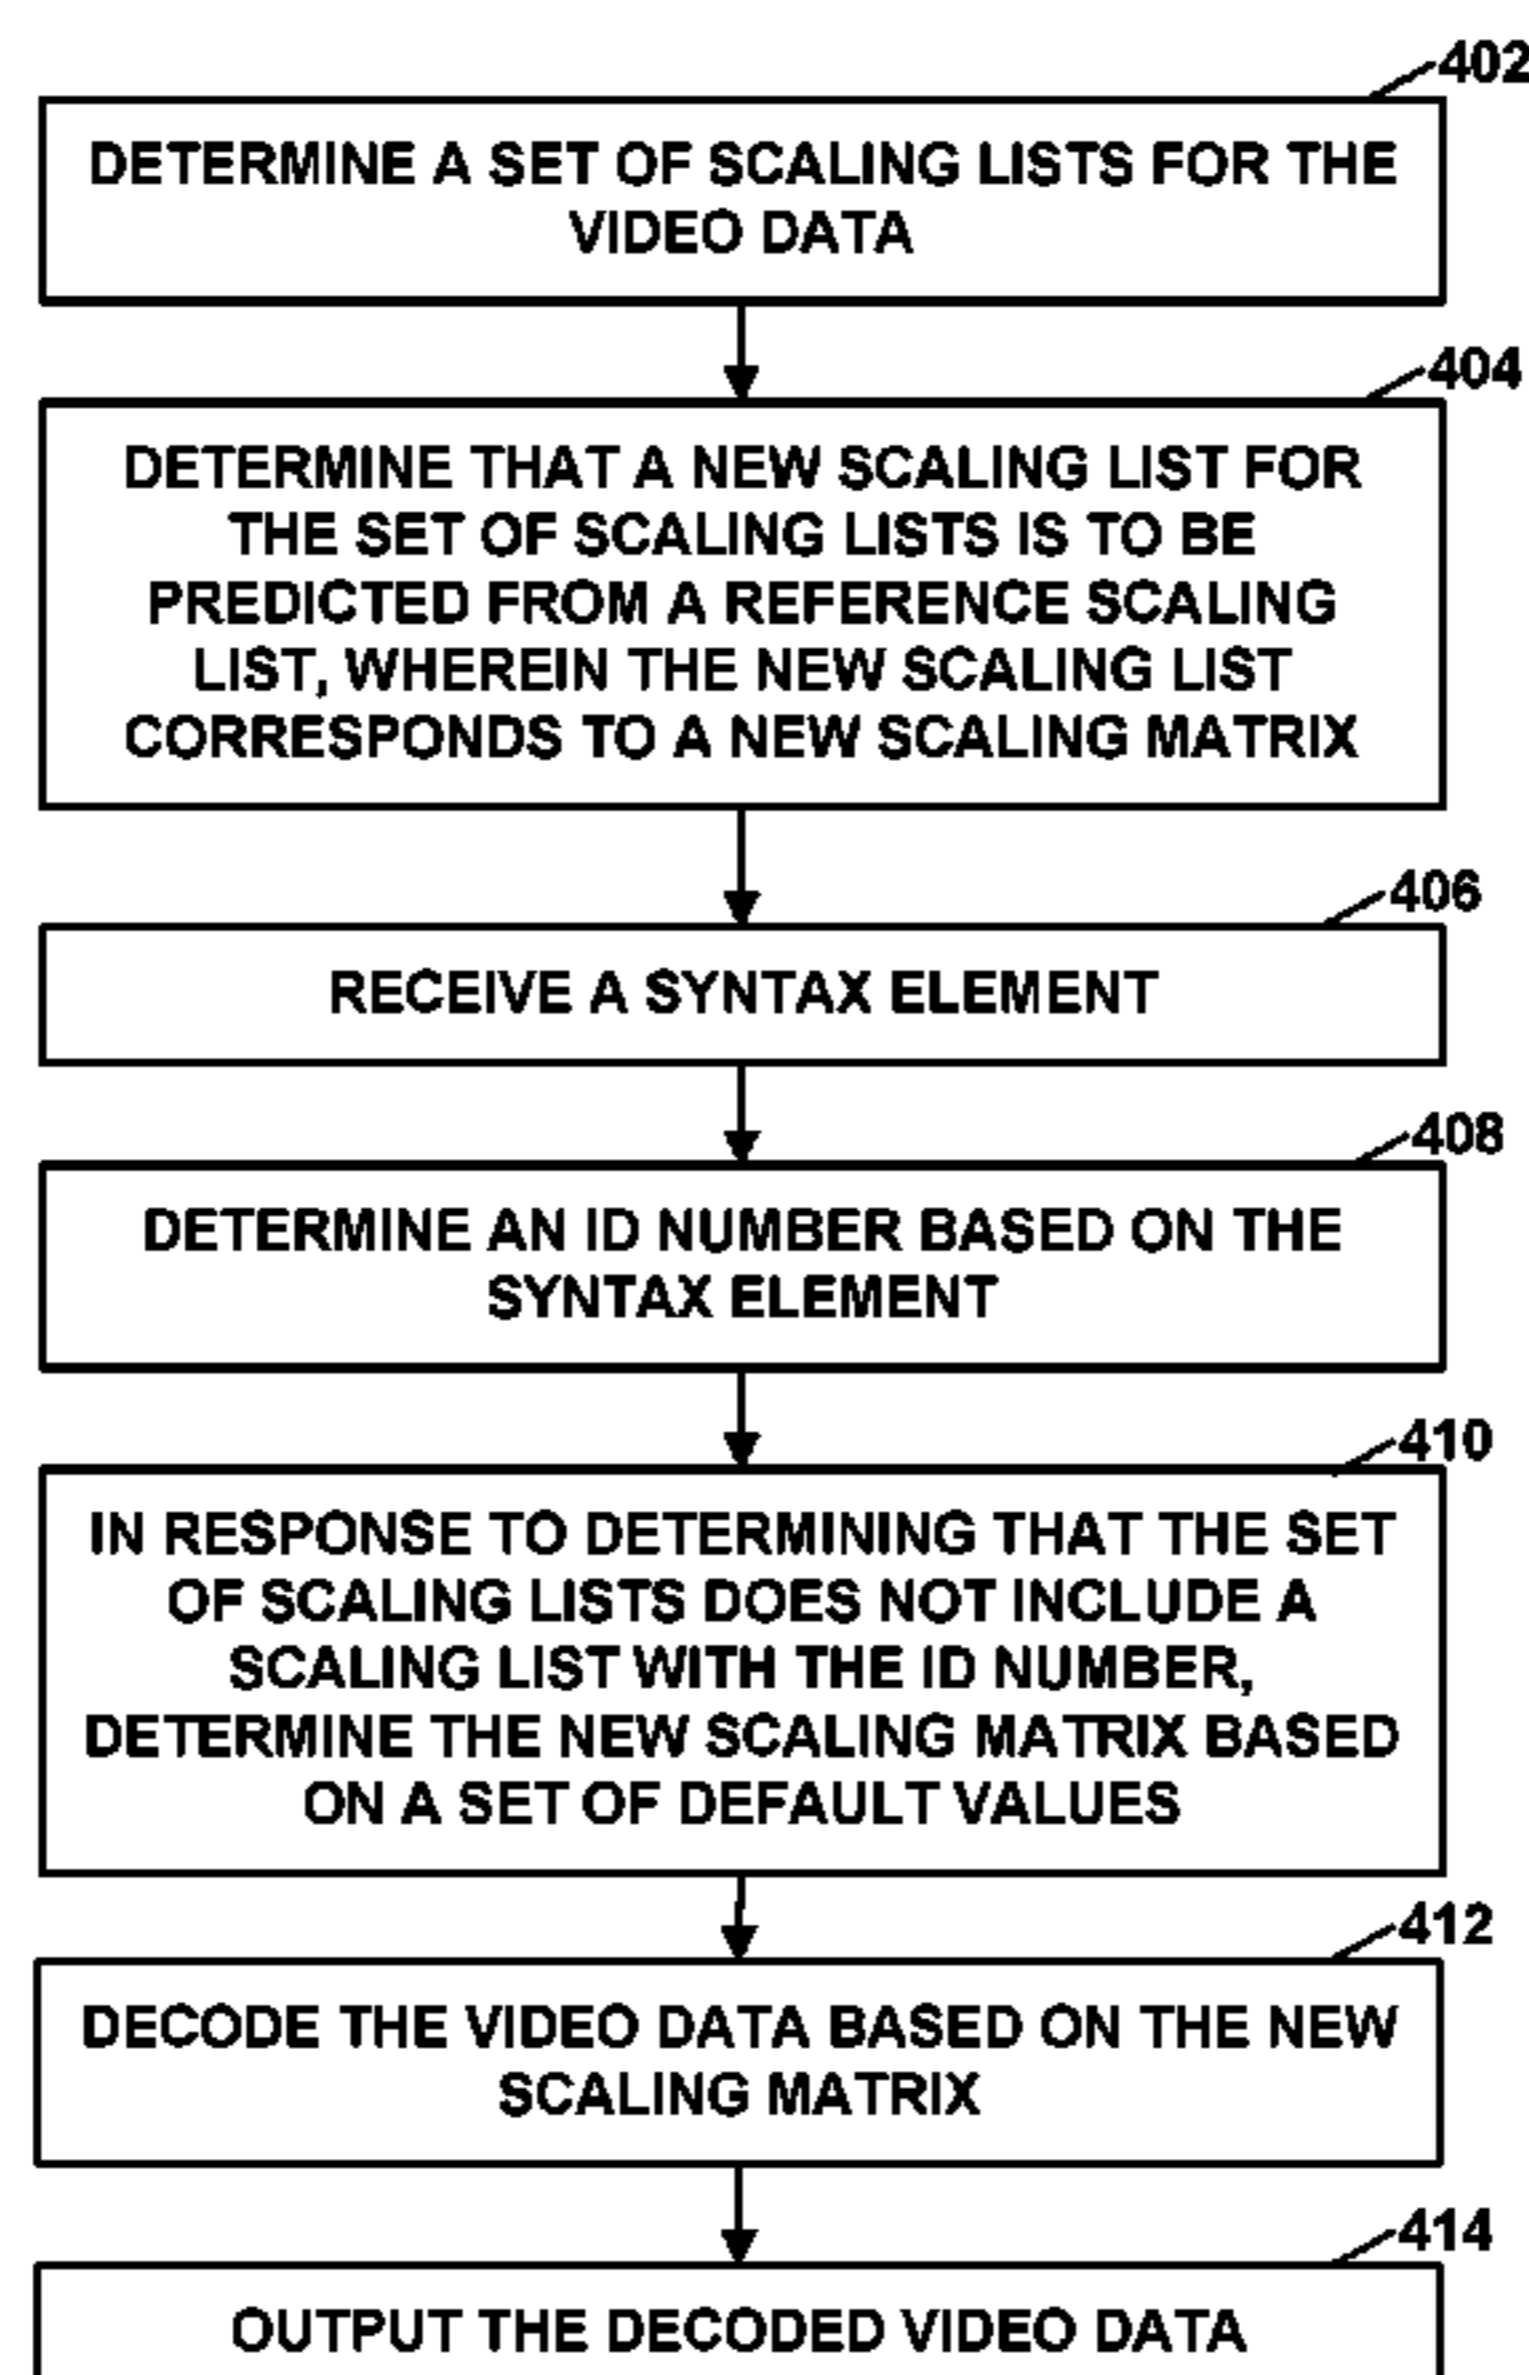 402
DETERMINE A SET OF SCALING LISTS FOR THE
VIDEO DATA
404
DETERMINE THAT A NEW SCALING LIST FOR
THE SET OF SCALING LISTS IS TO BE
PREDICTED FROM A REFERENCE SCALING
LIST, WHEREIN THE NEW SCALING LIST
CORRESPONDS TO A NEW SCALING MATRIX
406
RECEIVE A SYNTAX ELEMENT
408
DETERMINE AN ID NUMBER BASED ON THE
SYNTAX ELEMENT
410
IN RESPONSE TO DETERMINING THAT THE SET
OF SCALING LISTS DOES NOT INCLUDE A
SCALING LIST WITH THE ID NUMBER,
DETERMINE THE NEW SCALING MATRIX BASED
ON A SET OF DEFAULT VALUES
412
DECODE THE VIDEO DATA BASED ON THE NEW
SCALING MATRIX
414
OUTPUT THE DECODED VIDEO DATA